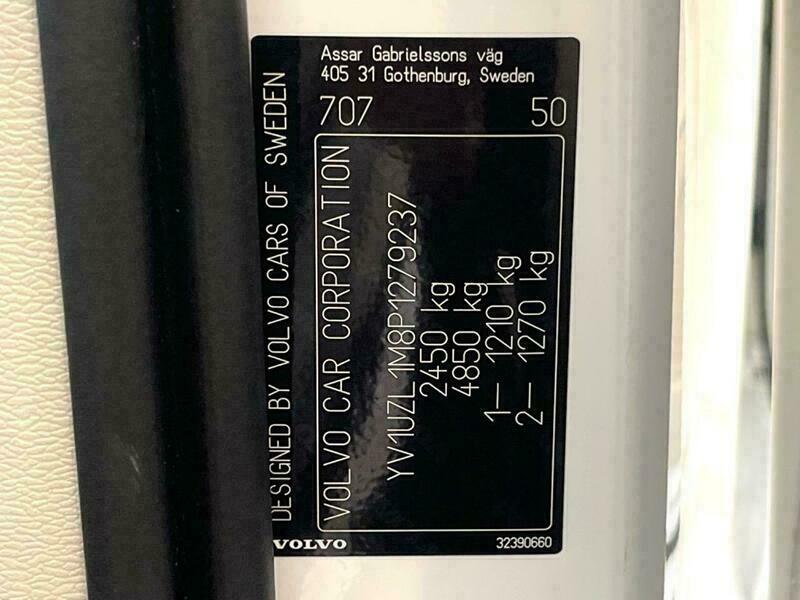 Assar Gabrielssons väg
405 31 Gothenburg, Sweden
707 50
DESIGNED BY VOLVO CARS OF SWEDEN
VOLVO CAR CORPORATION
YV1UZL1M8P1279237
2450 kg
4850 kg
1— 1210 kg
2— 1270 kg
VOLVO 32390660